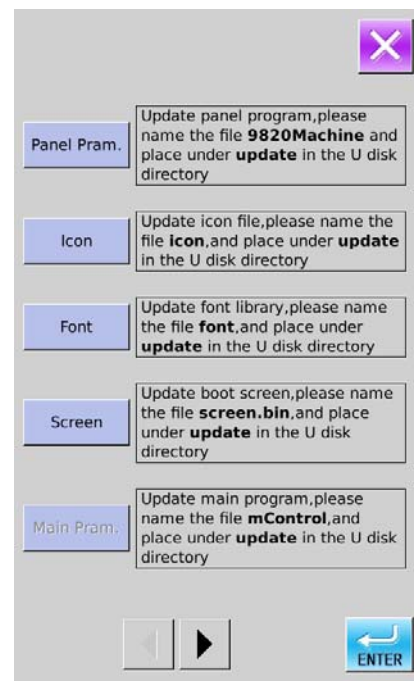 Panel Pram.
Update panel program,please
name the file 9820Machine and
place under update in the U disk
directory
Icon
Update icon file,please name the
file icon,and place under update
in the U disk directory
Font
Update font library,please name
the file font,and place under
update in the U disk directory
Screen
Update boot screen,please name
the file screen.bin,and place
under update in the U disk
directory
Main Pram.
Update main program,please
name the file mControl,and
place under update in the U disk
directory
ENTER